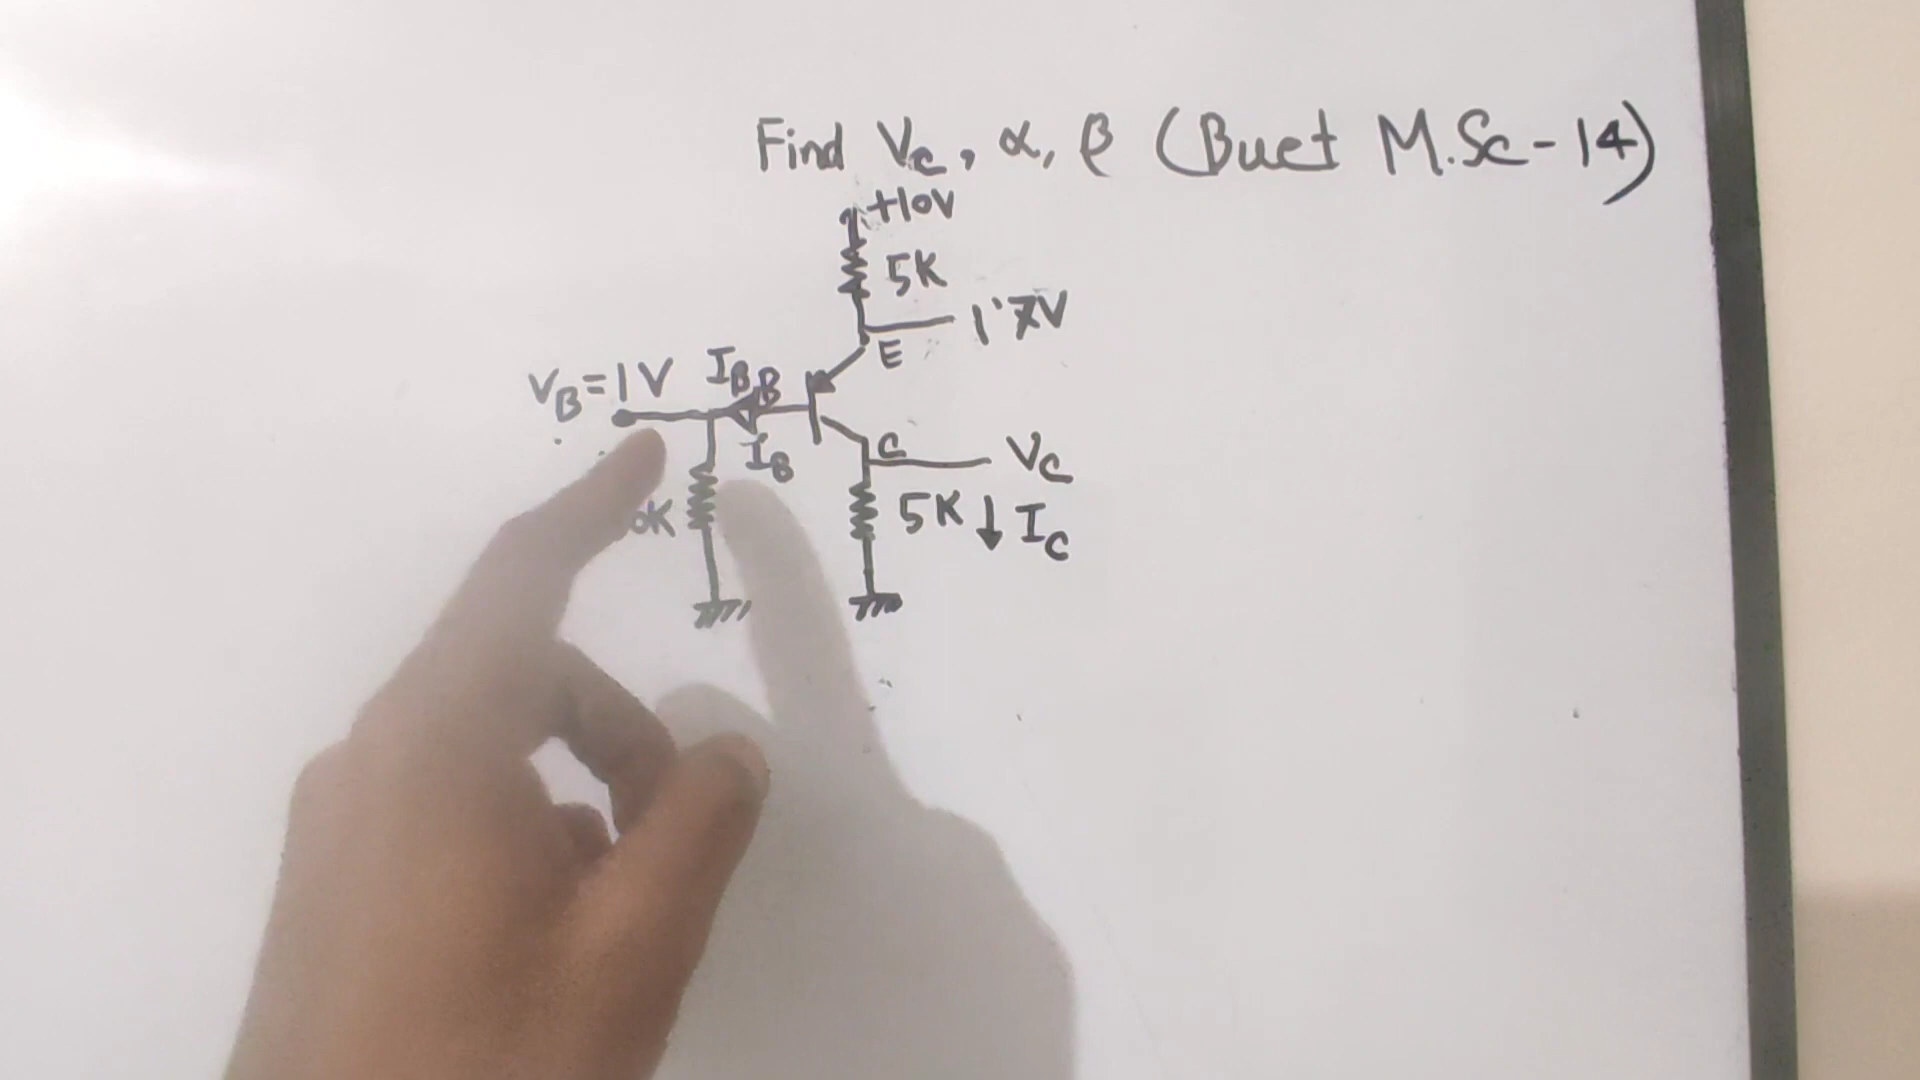 Find Vc, α, β (Buet M.Sc-14)
+10V
5K
1.7V
E
VB=1V IB B
IB
C Vc
5K ↓ Ic